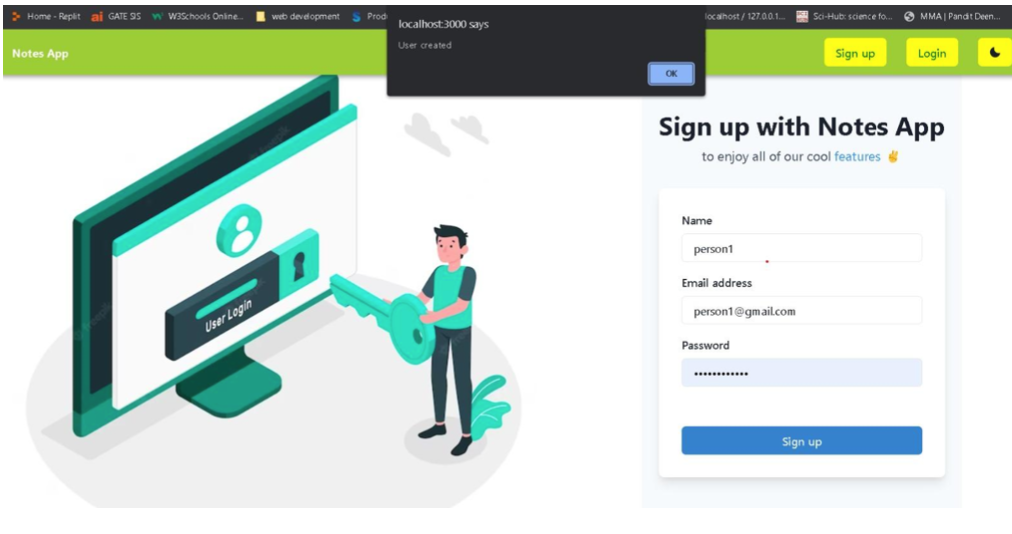 Home - Replit
GATE SIS
W3Schools Online...
web development
Prod
localhost / 127.0.0.1...
Sci-Hub: science fo...
MMA | Pandit Deen...
localhost:3000 says
User created
OK
Notes App
Sign up
Login
Sign up with Notes App
to enjoy all of our cool features ✌
Name
person1
Email address
person1@gmail.com
Password
••••••••••••
Sign up
User Login